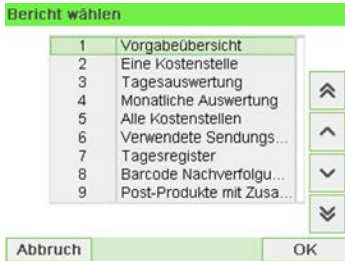 Bericht wählen
1 Vorgabeübersicht
2 Eine Kostenstelle
3 Tagesauswertung
4 Monatliche Auswertung
5 Alle Kostenstellen
6 Verwendete Sendungs...
7 Tagesregister
8 Barcode Nachverfolgu...
9 Post-Produkte mit Zusa...
Abbruch OK